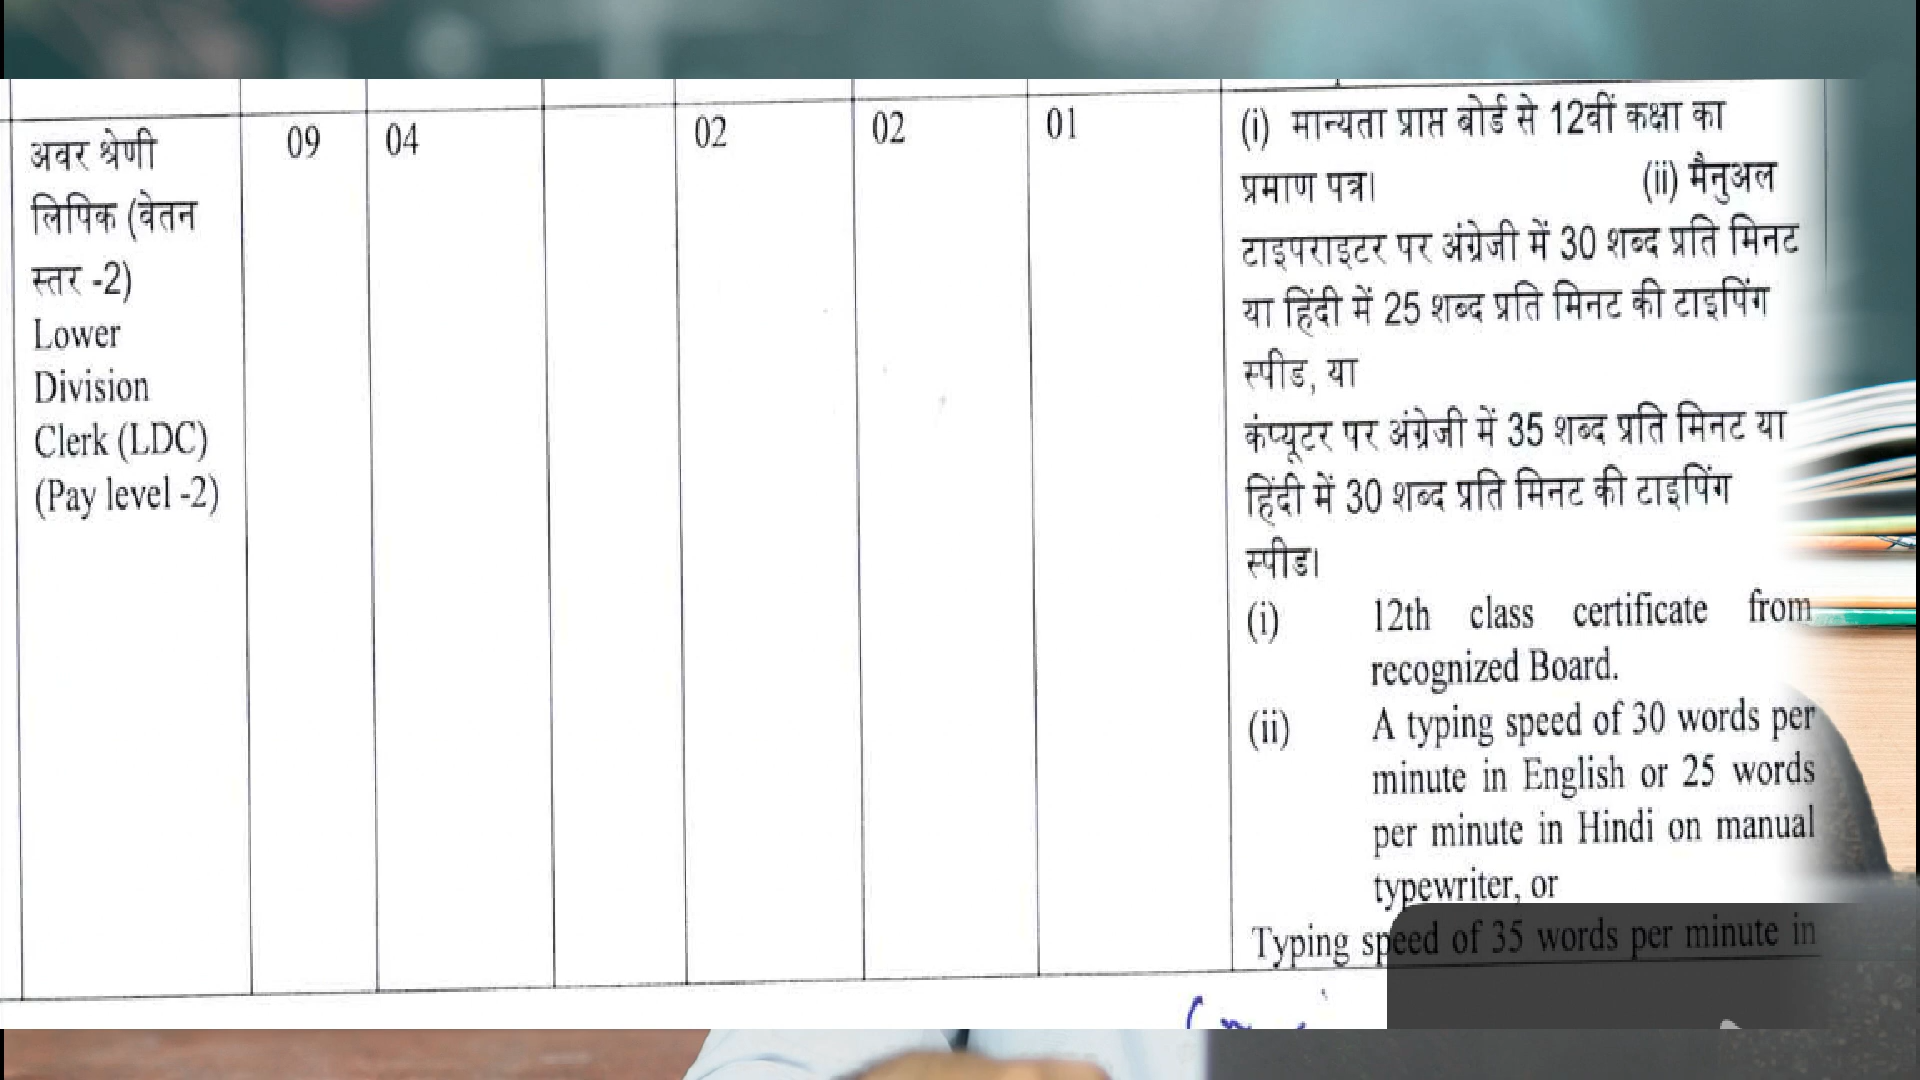 अवर श्रेणी
लिपिक (वेतन
स्तर -2)
Lower
Division
Clerk (LDC)
(Pay level -2)
09
04
02
02
01
(i) मान्यता प्राप्त बोर्ड से 12वीं कक्षा का
प्रमाण पत्र। (ii) मैनुअल
टाइपराइटर पर अंग्रेजी में 30 शब्द प्रति मिनट
या हिंदी में 25 शब्द प्रति मिनट की टाइपिंग
स्पीड, या
कंप्यूटर पर अंग्रेजी में 35 शब्द प्रति मिनट या
हिंदी में 30 शब्द प्रति मिनट की टाइपिंग
स्पीड।
(i) 12th class certificate from
recognized Board.
(ii) A typing speed of 30 words per
minute in English or 25 words
per minute in Hindi on manual
typewriter, or
Typing speed of 35 words per minute in